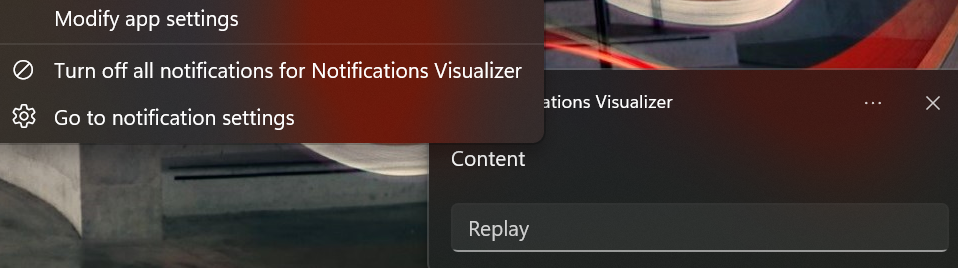 Modify app settings
Turn off all notifications for Notifications Visualizer
Go to notification settings
ations Visualizer
Content
Replay